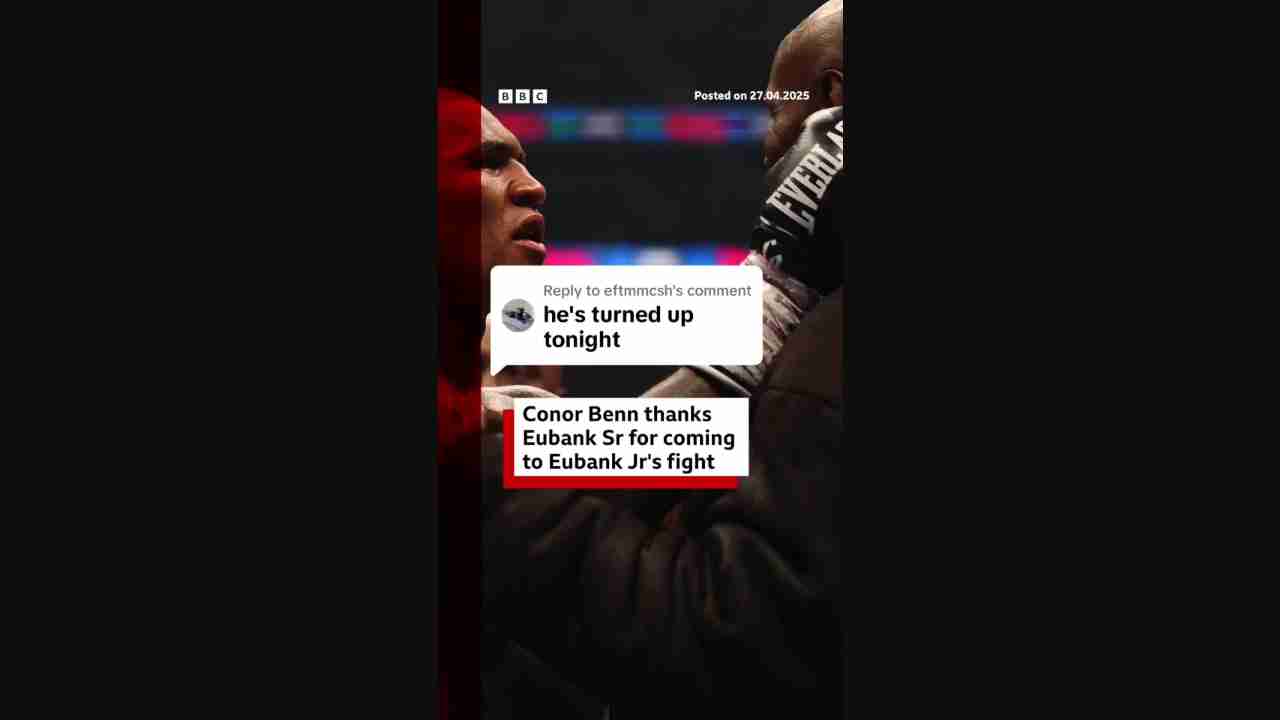 BBC
Posted on 27.04.2025
Reply to eftmmcsh's comment
he's turned up
tonight
Conor Benn thanks
Eubank Sr for coming
to Eubank Jr's fight